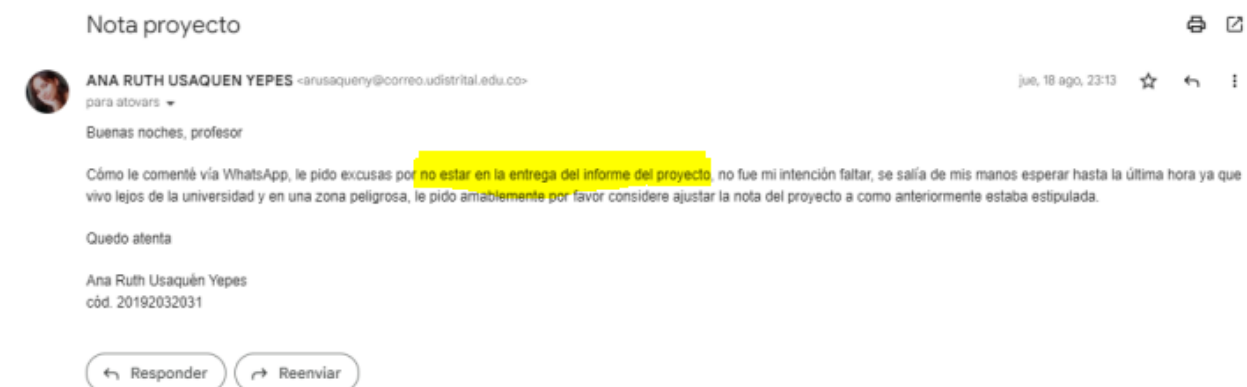 Nota proyecto
ANA RUTH USAQUEN YEPES <arusaqueny@correo.udistrital.edu.co>
jue, 18 ago, 23:13
para atovars
Buenas noches, profesor
Cómo le comenté vía WhatsApp, le pido excusas por no estar en la entrega del informe del proyecto, no fue mi intención faltar, se salía de mis manos esperar hasta la última hora ya que
vivo lejos de la universidad y en una zona peligrosa, le pido amablemente por favor considere ajustar la nota del proyecto a como anteriormente estaba estipulada.
Quedo atenta
Ana Ruth Usaquén Yepes
cód. 20192032031
Responder
Reenviar